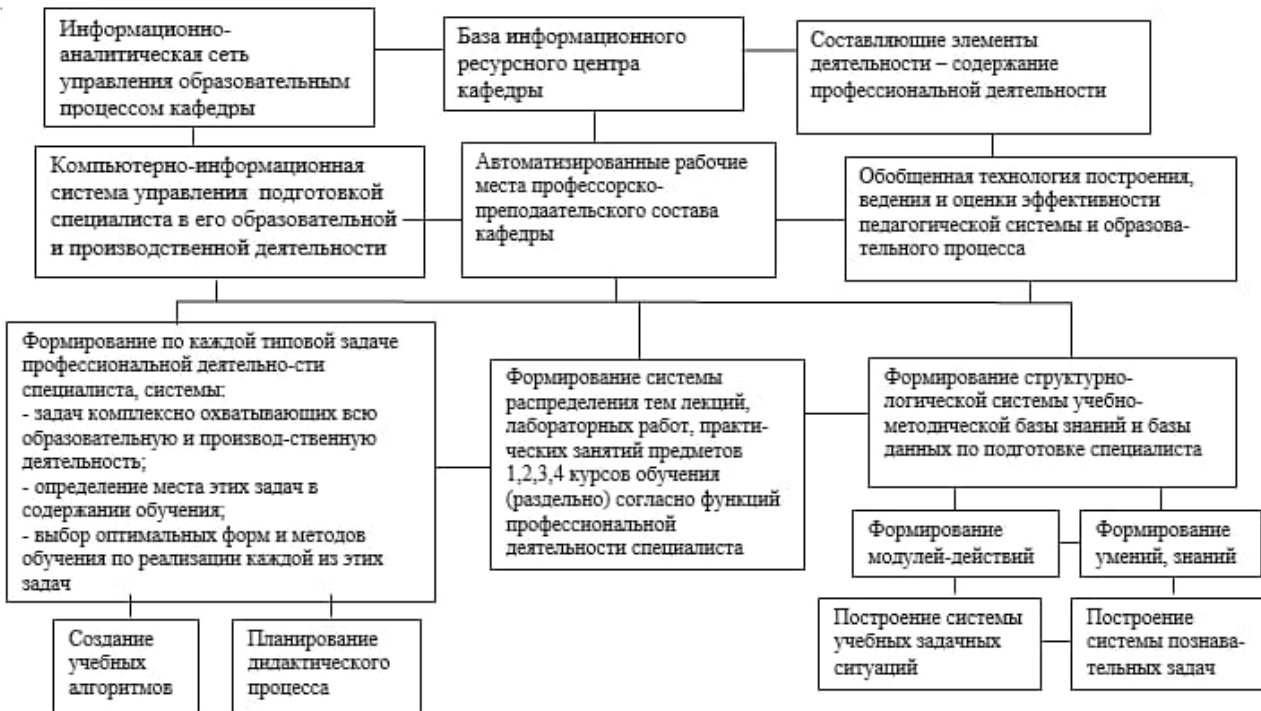 Информационно-
аналитическая сеть
управления образовательным
процессом кафедры
База информационного
ресурсного центра
кафедры
Составляющие элементы
деятельности – содержание
профессиональной деятельности
Компьютерно-информационная
система управления подготовкой
специалиста в его образовательной
и производственной деятельности
Автоматизированные рабочие
места профессорско-
преподаательского состава
кафедры
Обобщенная технология построения,
ведения и оценки эффективности
педагогической системы и образова-
тельного процесса
Формирование по каждой типовой задаче
профессиональной деятельно-сти
специалиста, системы:
- задач комплексно охватывающих всю
образовательную и производ-ственную
деятельность;
- определение места этих задач в
содержании обучения;
- выбор оптимальных форм и методов
обучения по реализации каждой из этих
задач
Формирование системы
распределения тем лекций,
лабораторных работ, практи-
ческих занятий предметов
1,2,3,4 курсов обучения
(раздельно) согласно функций
профессиональной
деятельности специалиста
Формирование структурно-
логической системы учебно-
методической базы знаний и базы
данных по подготовке специалиста
Формирование
модулей-действий
Формирование
умений, знаний
Создание
учебных
алгоритмов
Планирование
дидактического
процесса
Построение системы
учебных задачных
ситуаций
Построение
системы познава-
тельных задач